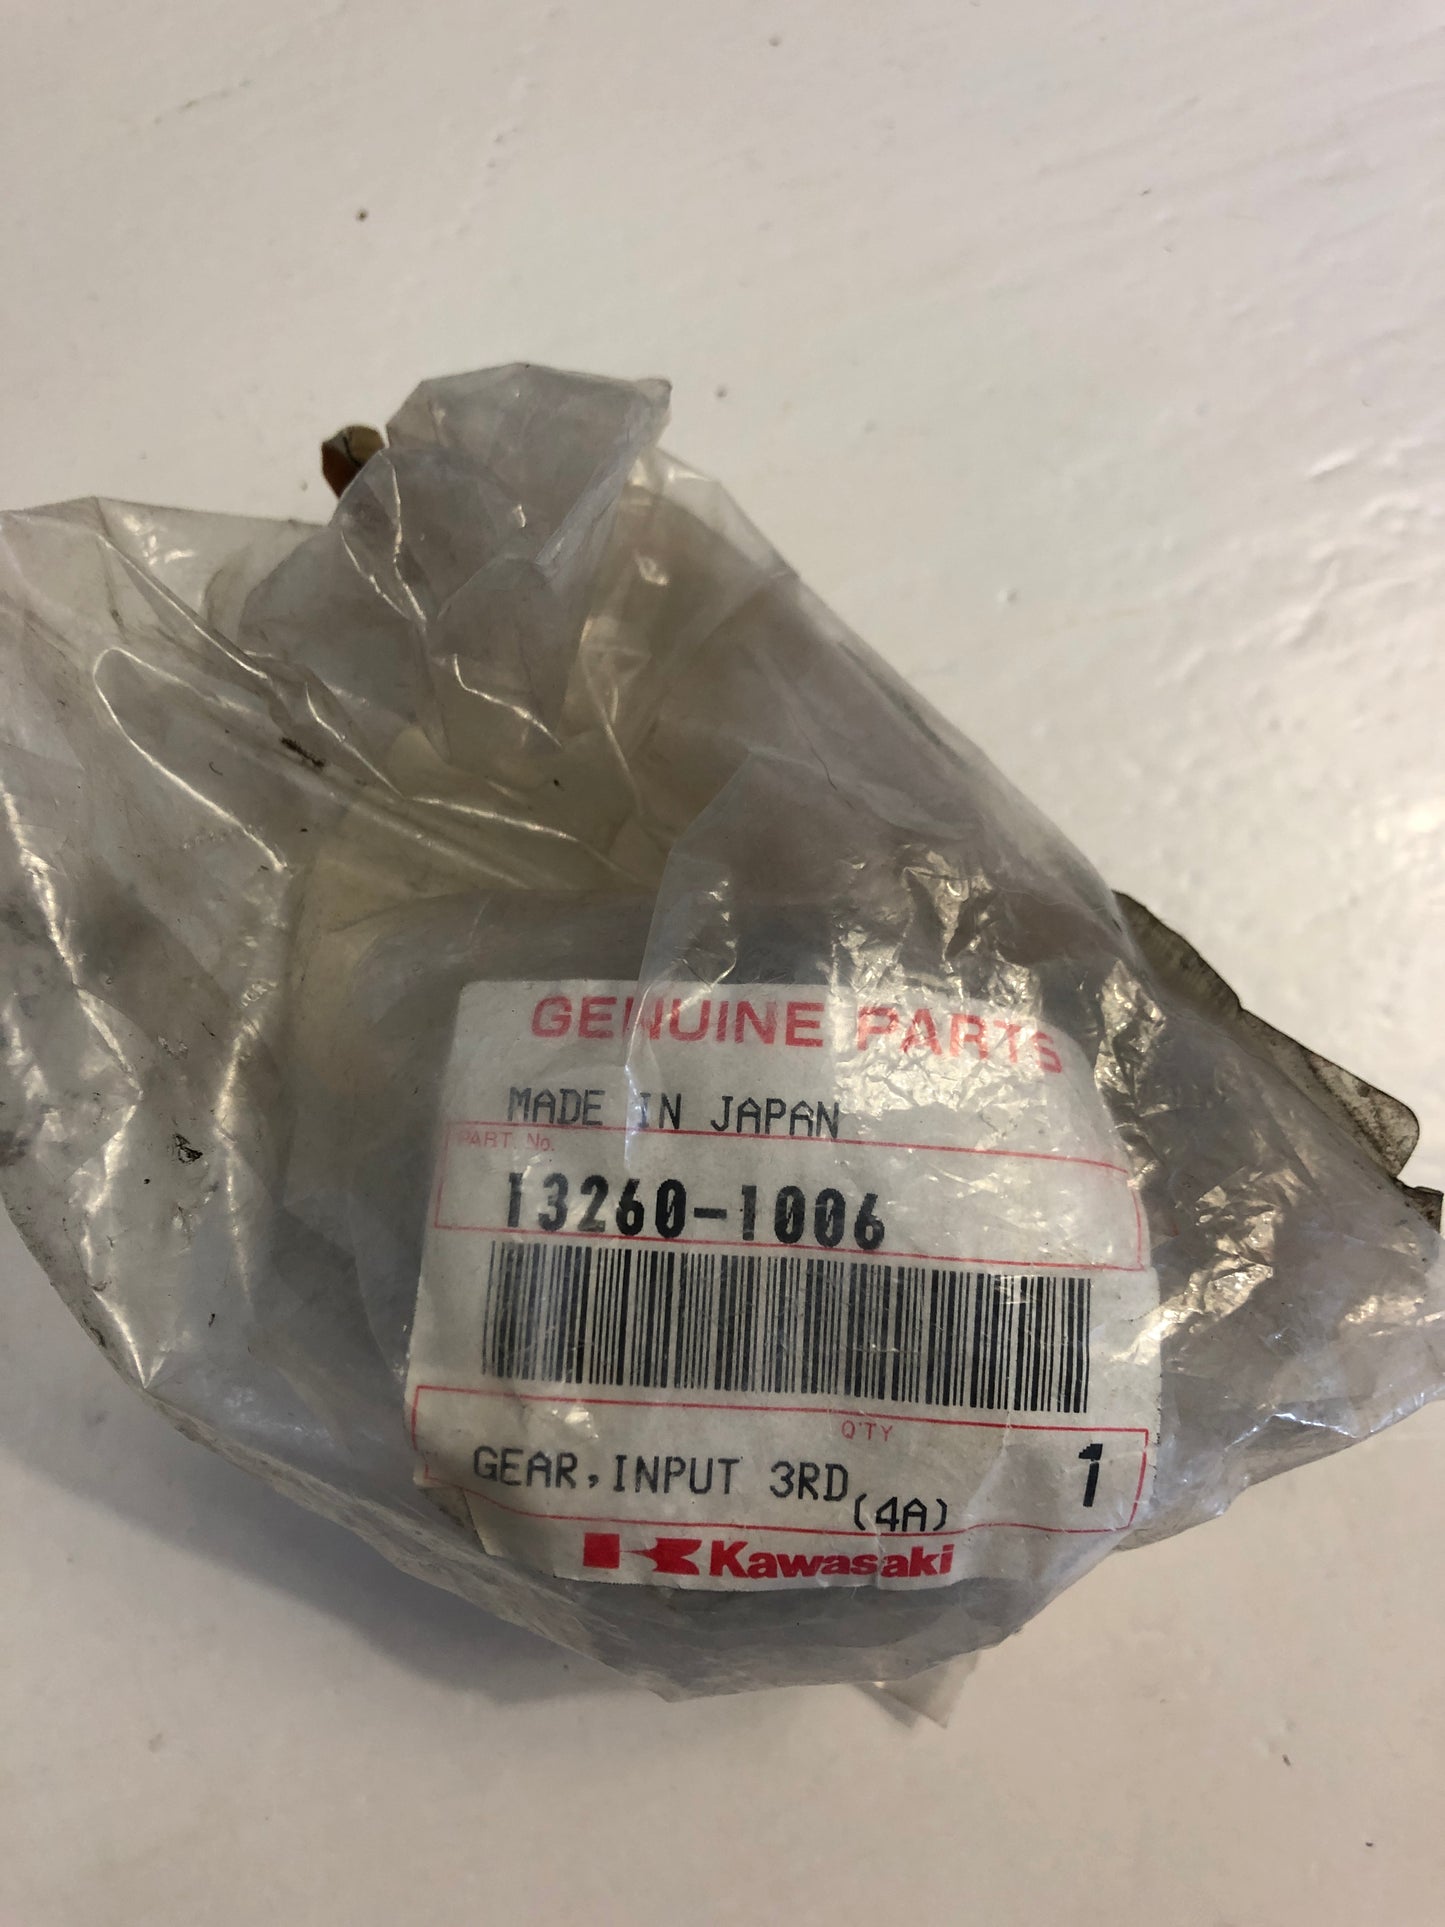 GENUINE PARTS
MADE IN JAPAN
PART. No.
13260-1006
Q'TY
GEAR,INPUT 3RD (4A) 1
Kawasaki